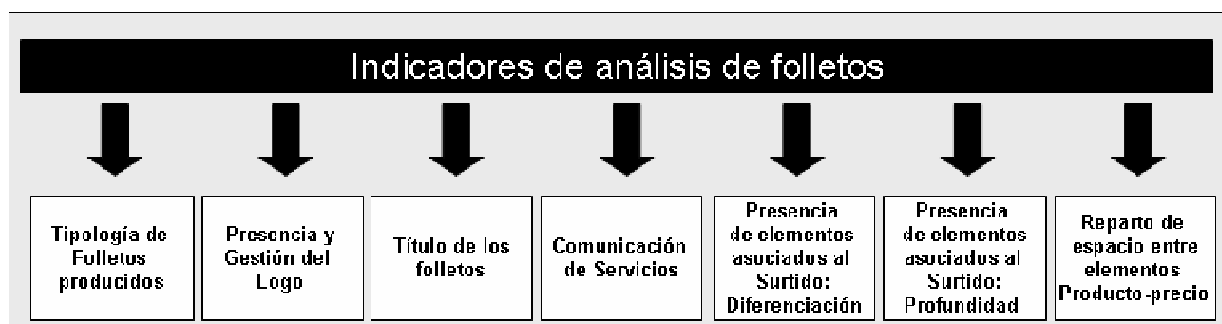 Indicadores de análisis de folletos
Tipología de
Folletos
producidos
Presencia y
Gestión del
Logo
Título de los
folletos
Comunicación
de Servicios
Presencia
de elementos
asociados al
Surtido:
Diferenciación
Presencia
de elementos
asociados al
Surtido:
Profundidad
Reparto de
espacio entre
elementos
Producto-precio